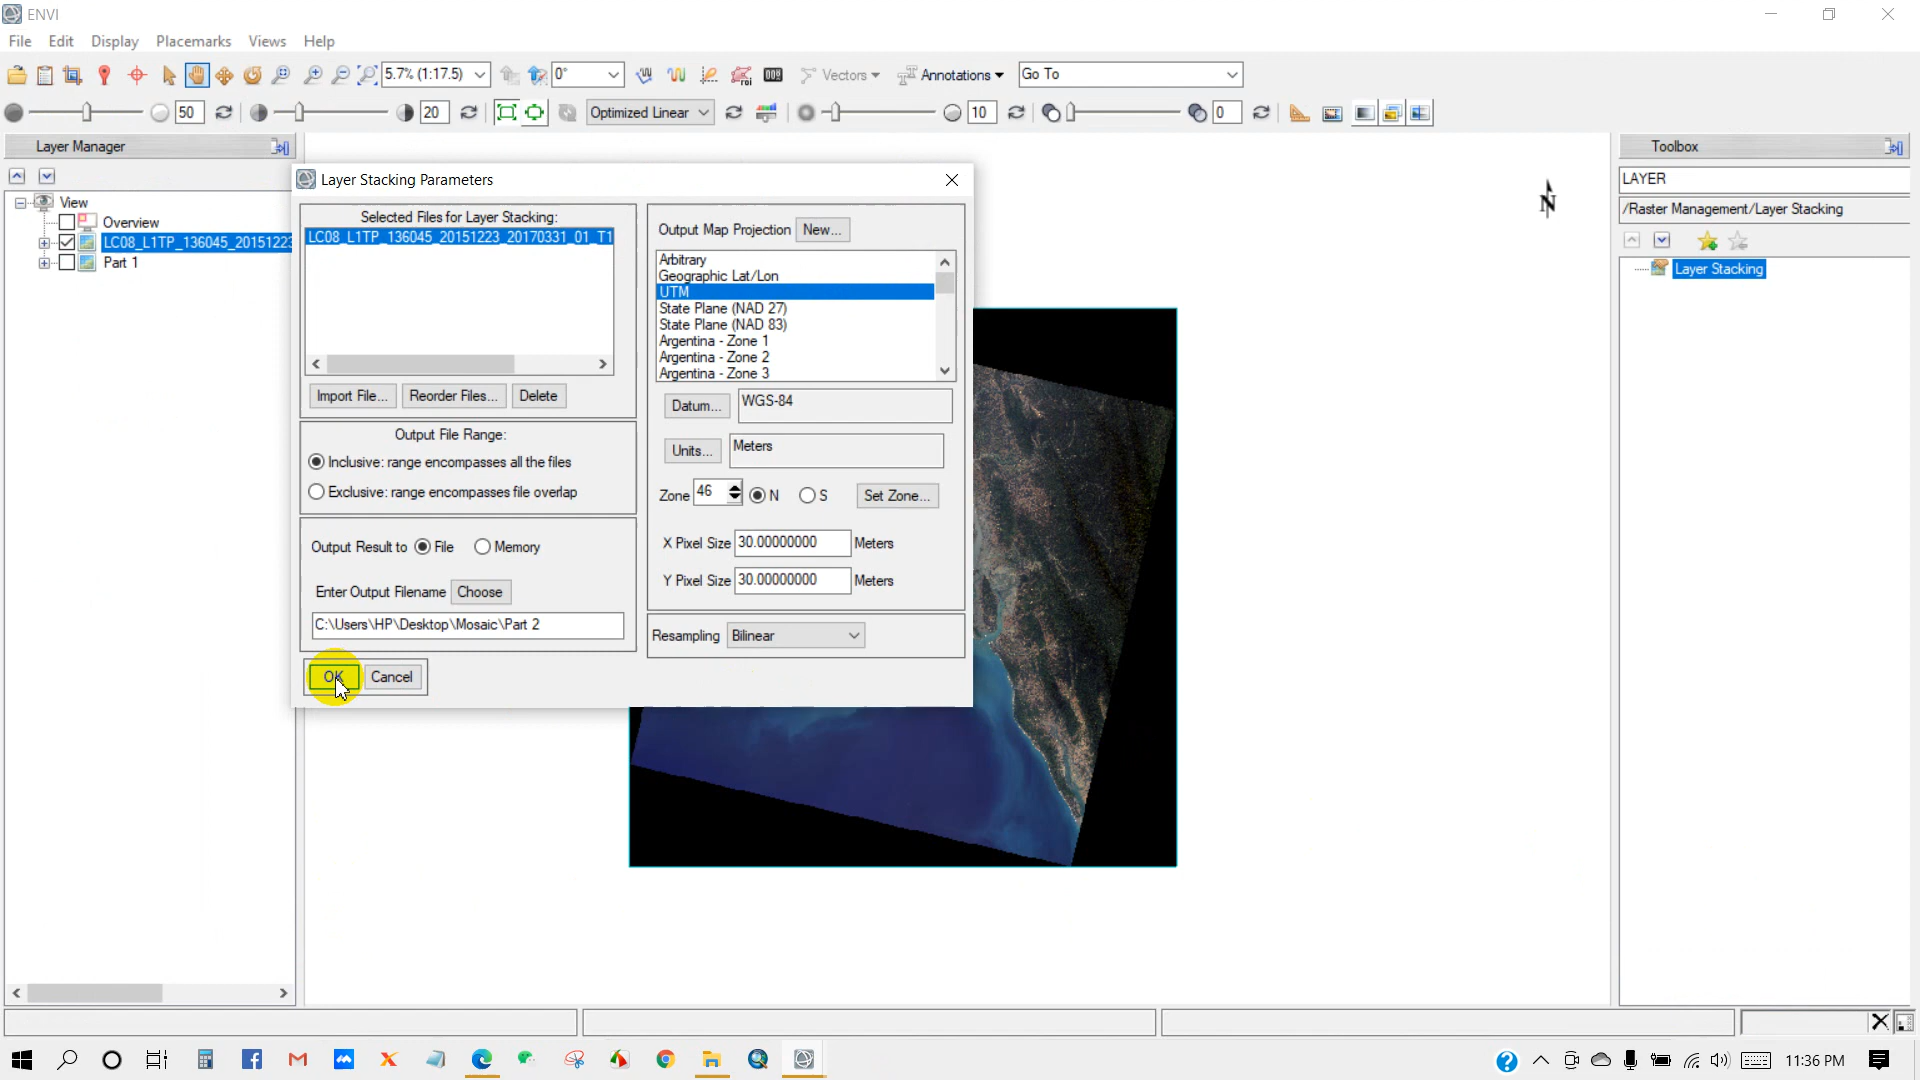 ENVI
File Edit Display Placemarks Views Help
5.7% (1:17.5) 0° Vectors Annotations Go To
50 20 Optimized Linear 10 0
Layer Manager
View
Overview
LC08_L1TP_136045_20151223
Part 1
Layer Stacking Parameters
Selected Files for Layer Stacking:
LC08_L1TP_136045_20151223_20170331_01_T1
Import File... Reorder Files... Delete
Output File Range:
Inclusive: range encompasses all the files
Exclusive: range encompasses file overlap
Output Result to File Memory
Enter Output Filename Choose
C:\Users\HP\Desktop\Mosaic\Part 2
OK Cancel
Output Map Projection New...
Arbitrary
Geographic Lat/Lon
UTM
State Plane (NAD 27)
State Plane (NAD 83)
Argentina - Zone 1
Argentina - Zone 2
Argentina - Zone 3
Datum... WGS-84
Units... Meters
Zone 46 N S Set Zone...
X Pixel Size 30.00000000 Meters
Y Pixel Size 30.00000000 Meters
Resampling Bilinear
N
Toolbox
LAYER
/Raster Management/Layer Stacking
Layer Stacking
11:36 PM